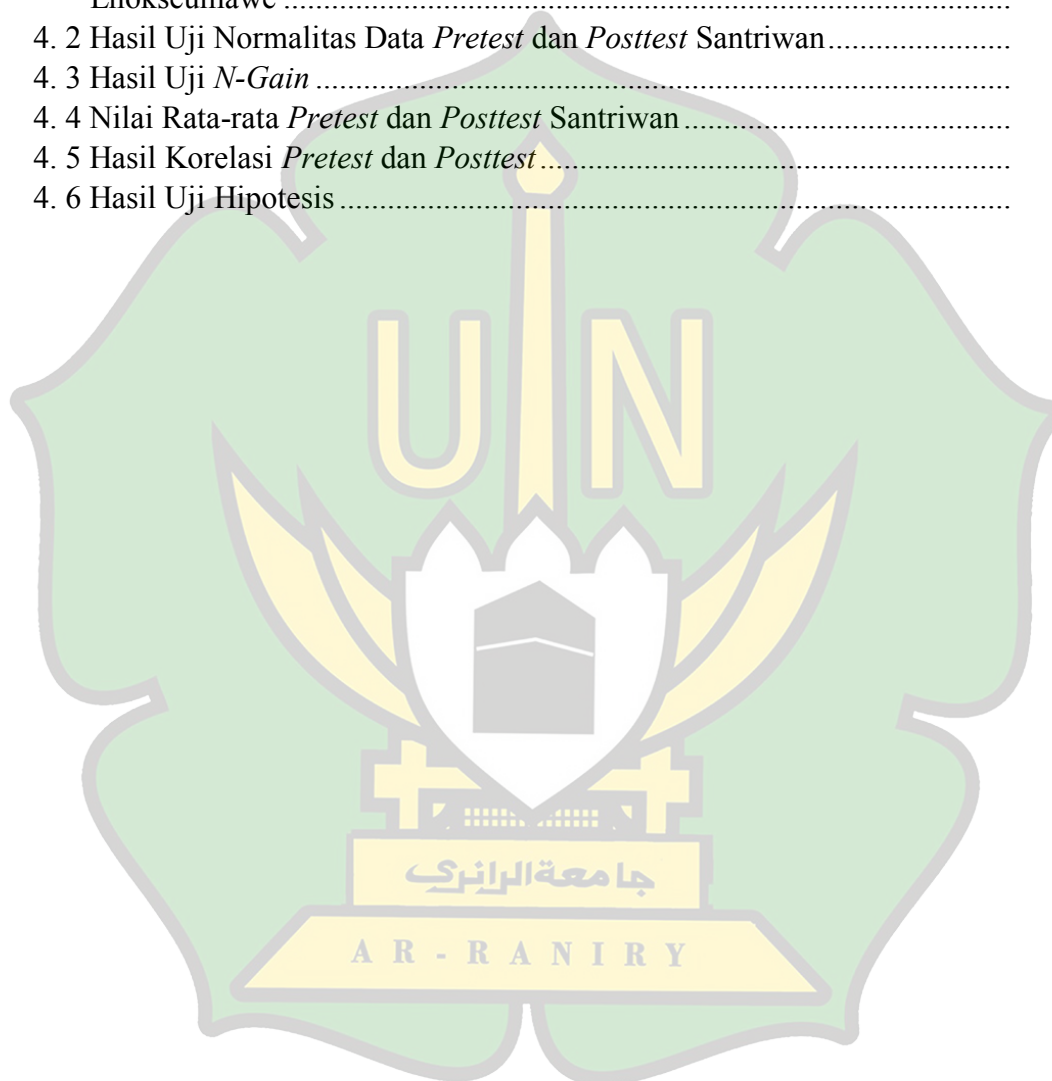 Lhokseumawe ................................................................................
4. 2 Hasil Uji Normalitas Data Pretest dan Posttest Santriwan ......................
4. 3 Hasil Uji N-Gain ................................................................................
4. 4 Nilai Rata-rata Pretest dan Posttest Santriwan .......................................
4. 5 Hasil Korelasi Pretest dan Posttest ........................................................
4. 6 Hasil Uji Hipotesis ................................................................................
UIN
جامعة الرانري
AR - RANIRY